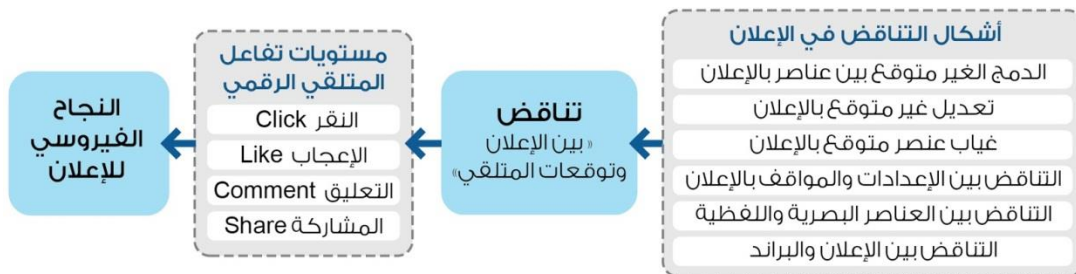 أشكال التناقض في الإعلان
الدمج الغير متوقع بين عناصر بالإعلان
تعديل غير متوقع بالإعلان
غياب عنصر متوقع بالإعلان
التناقض بين الإعدادات والمواقف بالإعلان
التناقض بين العناصر البصرية واللفظية
التناقض بين الإعلان والبراند
تناقض
«بين الإعلان
وتوقعات المتلقي»
مستويات تفاعل
المتلقي الرقمي
النقر Click
الإعجاب Like
التعليق Comment
المشاركة Share
النجاح
الفيروسي
للإعلان